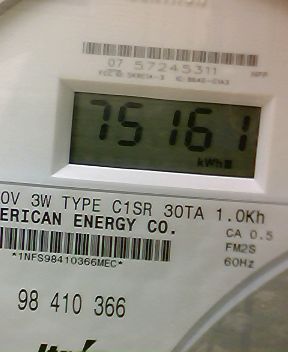 07 57245311
75161
kWh
0V 3W TYPE C1SR 30TA 1.0Kh
ERICAN ENERGY CO.
CA 0.5
FM2S
60Hz
*1NFS98410366MEC*
98 410 366